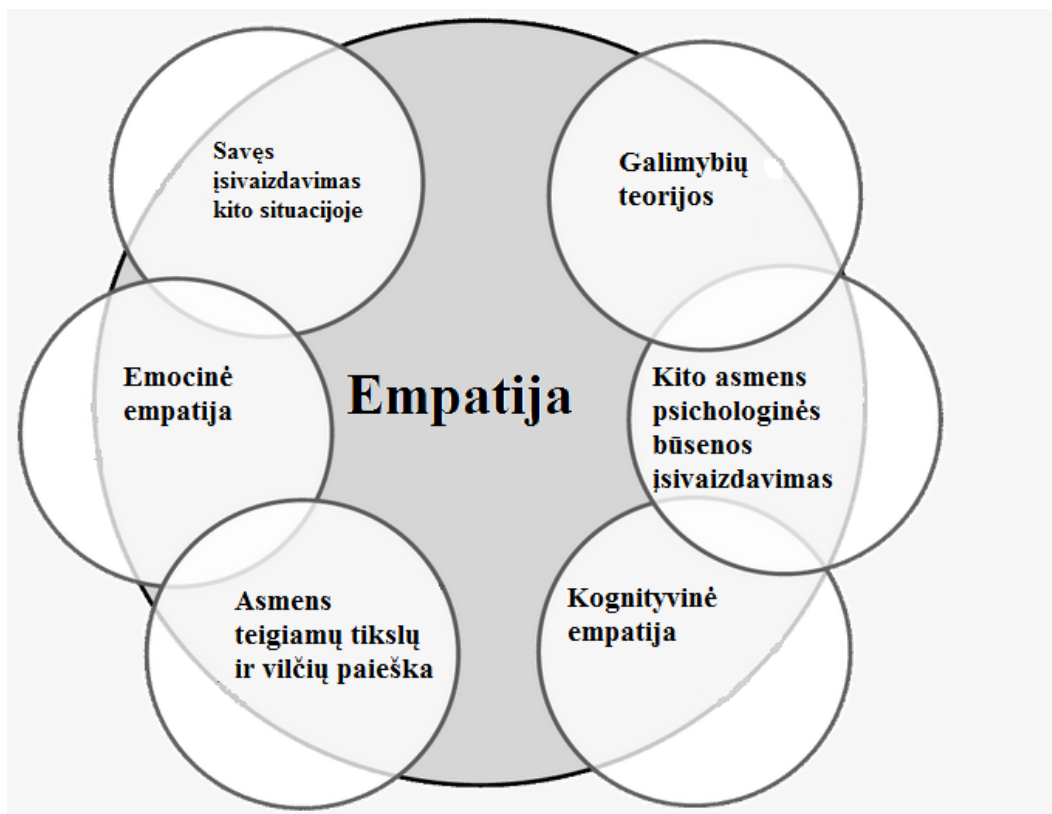 Savęs
įsivaizdavimas
kito situacijoje
Galimybių
teorijos
Emocinė
empatija
Empatija
Kito asmens
psichologinės
būsenos
įsivaizdavimas
Asmens
teigiamų tikslų
ir vilčių paieška
Kognityvinė
empatija